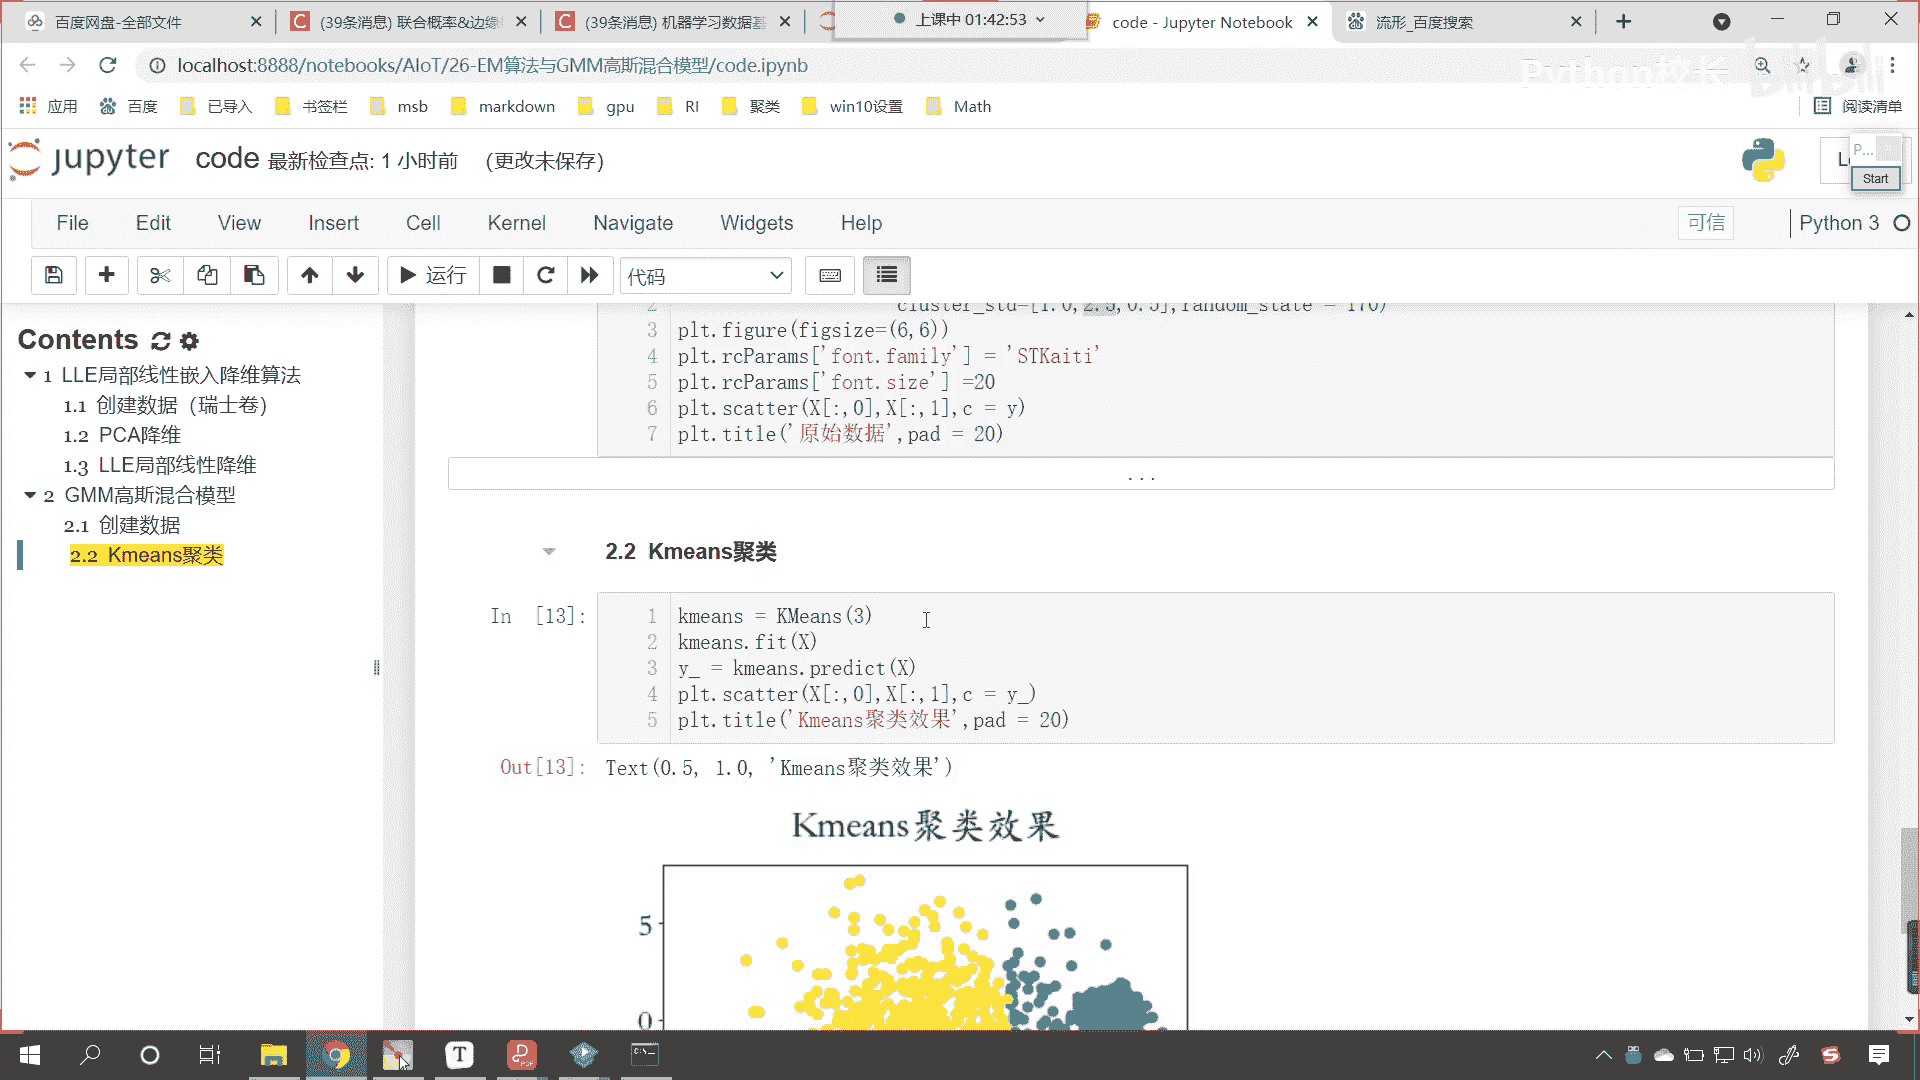 百度网盘-全部文件
(39条消息) 联合概率&边缘
(39条消息) 机器学习数据基
上课中 01:42:53
code - Jupyter Notebook
流形_百度搜索
localhost:8888/notebooks/AIoT/26-EM算法与GMM高斯混合模型/code.ipynb
Python校长
bilibili
应用
百度
已导入
书签栏
msb
markdown
gpu
RI
聚类
win10设置
Math
阅读清单
jupyter
code 最新检查点: 1 小时前 (更改未保存)
P...
Start
File
Edit
View
Insert
Cell
Kernel
Navigate
Widgets
Help
可信
Python 3
运行
代码
Contents
1 LLE局部线性嵌入降维算法
1.1 创建数据（瑞士卷）
1.2 PCA降维
1.3 LLE局部线性降维
2 GMM高斯混合模型
2.1 创建数据
2.2 Kmeans聚类
2 cluster_std=[1.0,2.5,0.5],random_state = 170)
3 plt.figure(figsize=(6,6))
4 plt.rcParams['font.family'] = 'STKaiti'
5 plt.rcParams['font.size'] =20
6 plt.scatter(X[:,0],X[:,1],c = y)
7 plt.title('原始数据',pad = 20)
...
2.2 Kmeans聚类
In [13]:
1 kmeans = KMeans(3)
2 kmeans.fit(X)
3 y_ = kmeans.predict(X)
4 plt.scatter(X[:,0],X[:,1],c = y_)
5 plt.title('Kmeans聚类效果',pad = 20)
Out[13]: Text(0.5, 1.0, 'Kmeans聚类效果')
Kmeans聚类效果
5
0